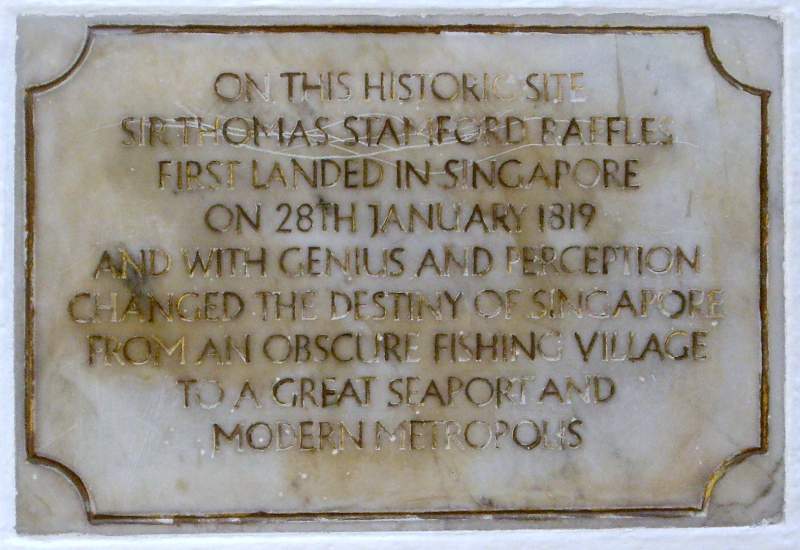 ON THIS HISTORIC SITE
SIR THOMAS STAMFORD RAFFLES
FIRST LANDED IN SINGAPORE
ON 28TH JANUARY 1819
AND WITH GENIUS AND PERCEPTION
CHANGED THE DESTINY OF SINGAPORE
FROM AN OBSCURE FISHING VILLAGE
TO A GREAT SEAPORT AND
MODERN METROPOLIS